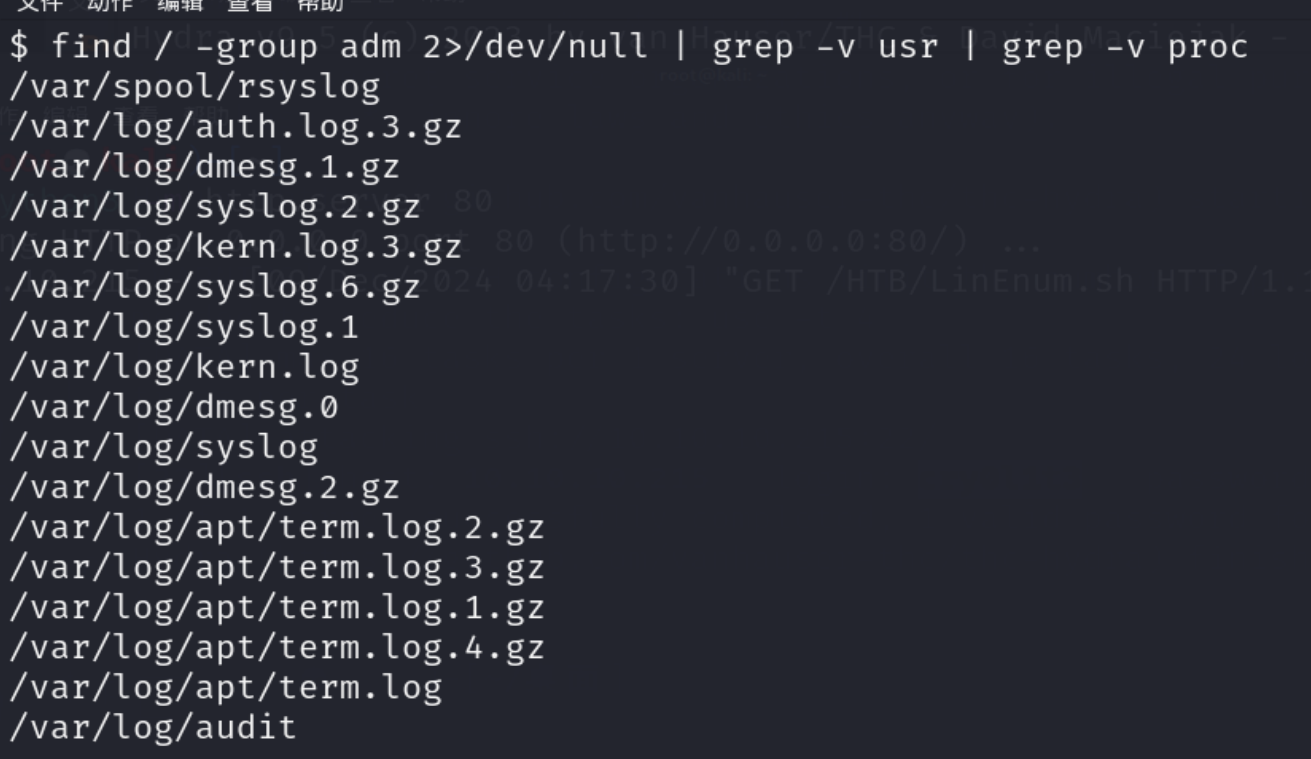 文件 动作 编辑 查看 帮助
$ find / -group adm 2>/dev/null | grep -v usr | grep -v proc
/var/spool/rsyslog
/var/log/auth.log.3.gz
/var/log/dmesg.1.gz
/var/log/syslog.2.gz
/var/log/kern.log.3.gz
/var/log/syslog.6.gz
/var/log/syslog.1
/var/log/kern.log
/var/log/dmesg.0
/var/log/syslog
/var/log/dmesg.2.gz
/var/log/apt/term.log.2.gz
/var/log/apt/term.log.3.gz
/var/log/apt/term.log.1.gz
/var/log/apt/term.log.4.gz
/var/log/apt/term.log
/var/log/audit